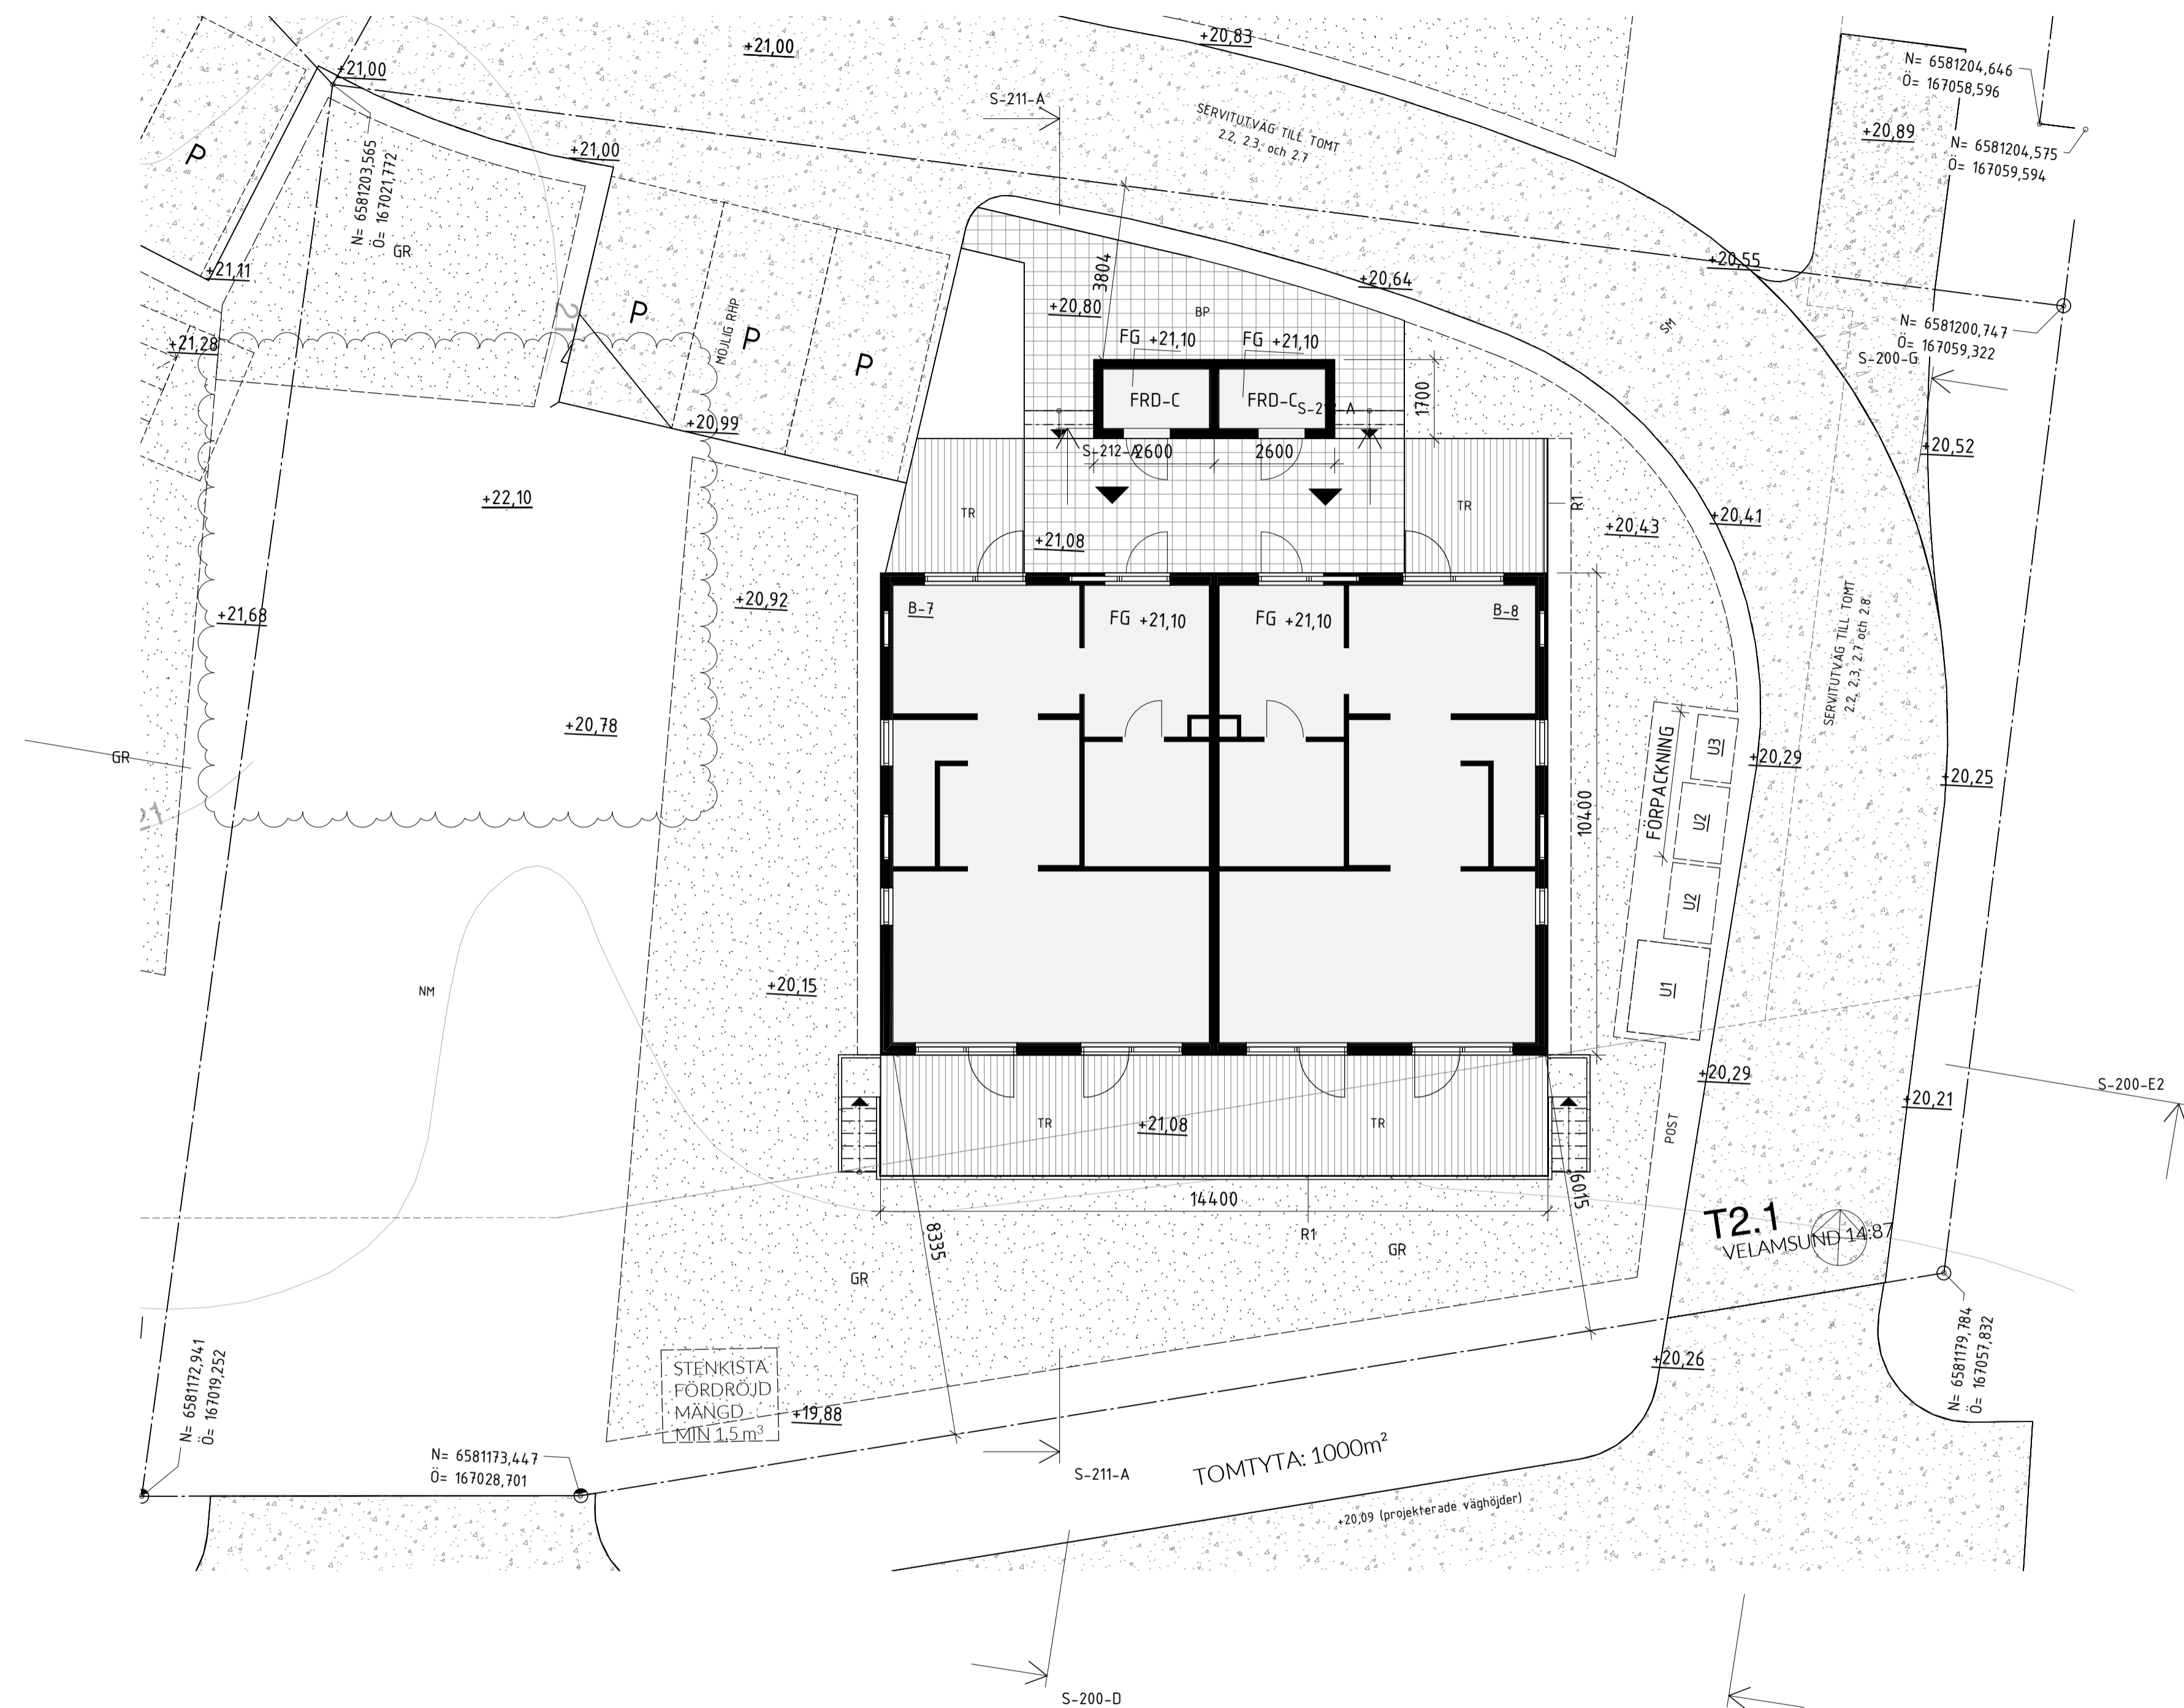 +20,83
+21,00
+21,00
N= 6581204,646
Ö= 167058,596
S-211-A
SERVITUTVÄG TILL TOMT
2.2, 2.3, och 2.7
+20,89
N= 6581204,575
Ö= 167059,594
+21,00
P
N= 6581203,565
Ö= 167021,772
GR
+21,11
+20,55
3804
+20,64
21
P
MÖJLIG RHP
P
P
+20,80
BP
SM
N= 6581200,747
Ö= 167059,322
S-200-G
+21,28
FG +21,10
FG +21,10
FRD-C
FRD-C
1700
+20,99
S-212-A
2600
2600
+20,52
+22,10
TR
TR
R1
+20,43
+20,41
+21,08
+20,92
+21,68
B-7
FG +21,10
FG +21,10
B-8
SERVITUTVÄG TILL TOMT
2.2, 2.3, 2.7 och 2.8
+20,78
GR
FÖRPACKNING
U3
+20,29
+20,25
21
10400
U2
U2
U1
NM
+20,15
+20,29
+20,21
S-200-E2
TR
+21,08
TR
POST
14400
6015
8335
R1
GR
GR
T2.1
VELAMSUND 14:87
N= 6581172,941
Ö= 167019,252
STENKISTA
FÖRDRÖJD
MÄNGD
MIN 1,5 m³
+19,88
+20,26
N= 6581179,784
Ö= 167057,832
N= 6581173,447
Ö= 167028,701
S-211-A
TOMTYTA: 1000m²
+20,09 (projekterade väghöjder)
S-200-D